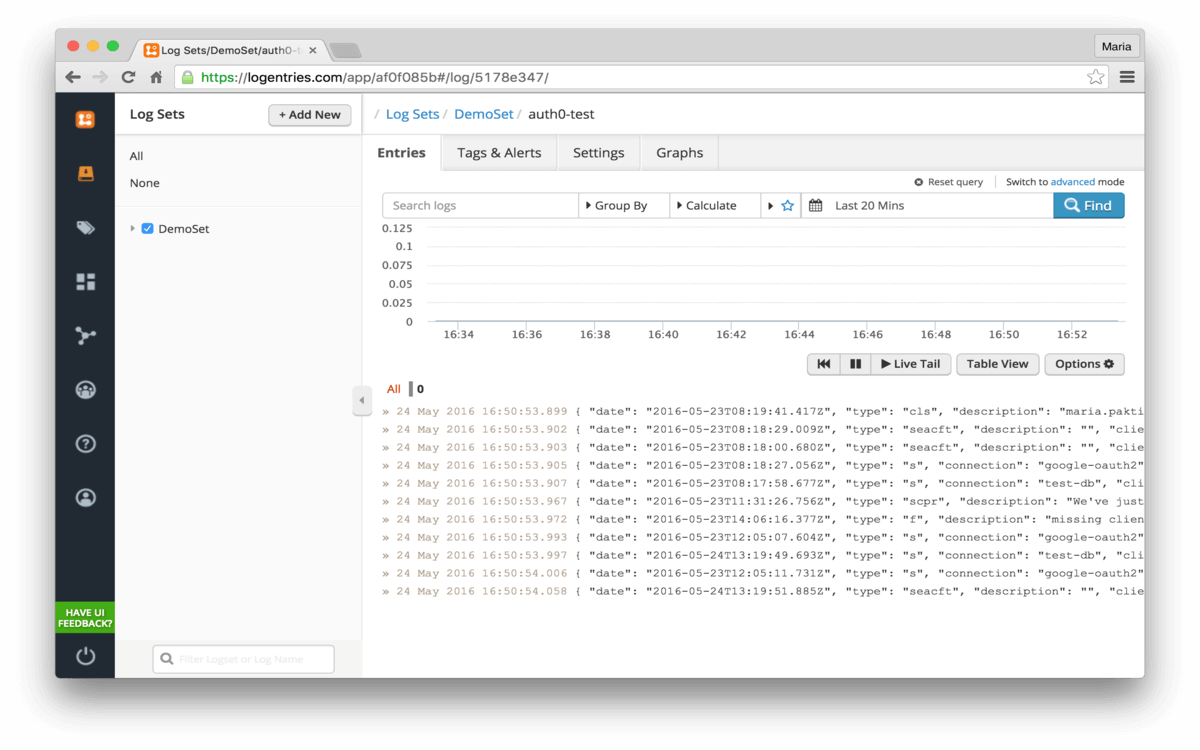 Log Sets/DemoSet/auth0-t
Maria
https://logentries.com/app/af0f085b#/log/5178e347/
Log Sets
+ Add New
/ Log Sets / DemoSet / auth0-test
All
None
DemoSet
Entries
Tags & Alerts
Settings
Graphs
Reset query
Switch to advanced mode
Search logs
Group By
Calculate
Last 20 Mins
Find
0.125
0.1
0.075
0.05
0.025
0
16:34 16:36 16:38 16:40 16:42 16:44 16:46 16:48 16:50 16:52
Live Tail
Table View
Options
All 0
» 24 May 2016 16:50:53.899 { "date": "2016-05-23T08:19:41.417Z", "type": "cls", "description": "maria.pakti
» 24 May 2016 16:50:53.902 { "date": "2016-05-23T08:18:29.009Z", "type": "seacft", "description": "", "clie
» 24 May 2016 16:50:53.903 { "date": "2016-05-23T08:18:00.680Z", "type": "seacft", "description": "", "clie
» 24 May 2016 16:50:53.905 { "date": "2016-05-23T08:18:27.056Z", "type": "s", "connection": "google-oauth2"
» 24 May 2016 16:50:53.907 { "date": "2016-05-23T08:17:58.677Z", "type": "s", "connection": "test-db", "cli
» 24 May 2016 16:50:53.967 { "date": "2016-05-23T11:31:26.756Z", "type": "scpr", "description": "We've just
» 24 May 2016 16:50:53.972 { "date": "2016-05-23T14:06:16.377Z", "type": "f", "description": "missing clien
» 24 May 2016 16:50:53.993 { "date": "2016-05-23T12:05:07.604Z", "type": "s", "connection": "google-oauth2"
» 24 May 2016 16:50:53.997 { "date": "2016-05-24T13:19:49.693Z", "type": "s", "connection": "test-db", "cli
» 24 May 2016 16:50:54.006 { "date": "2016-05-23T12:05:11.731Z", "type": "s", "connection": "google-oauth2"
» 24 May 2016 16:50:54.058 { "date": "2016-05-24T13:19:51.885Z", "type": "seacft", "description": "", "clie
HAVE UI
FEEDBACK?
Filter Logset or Log Name